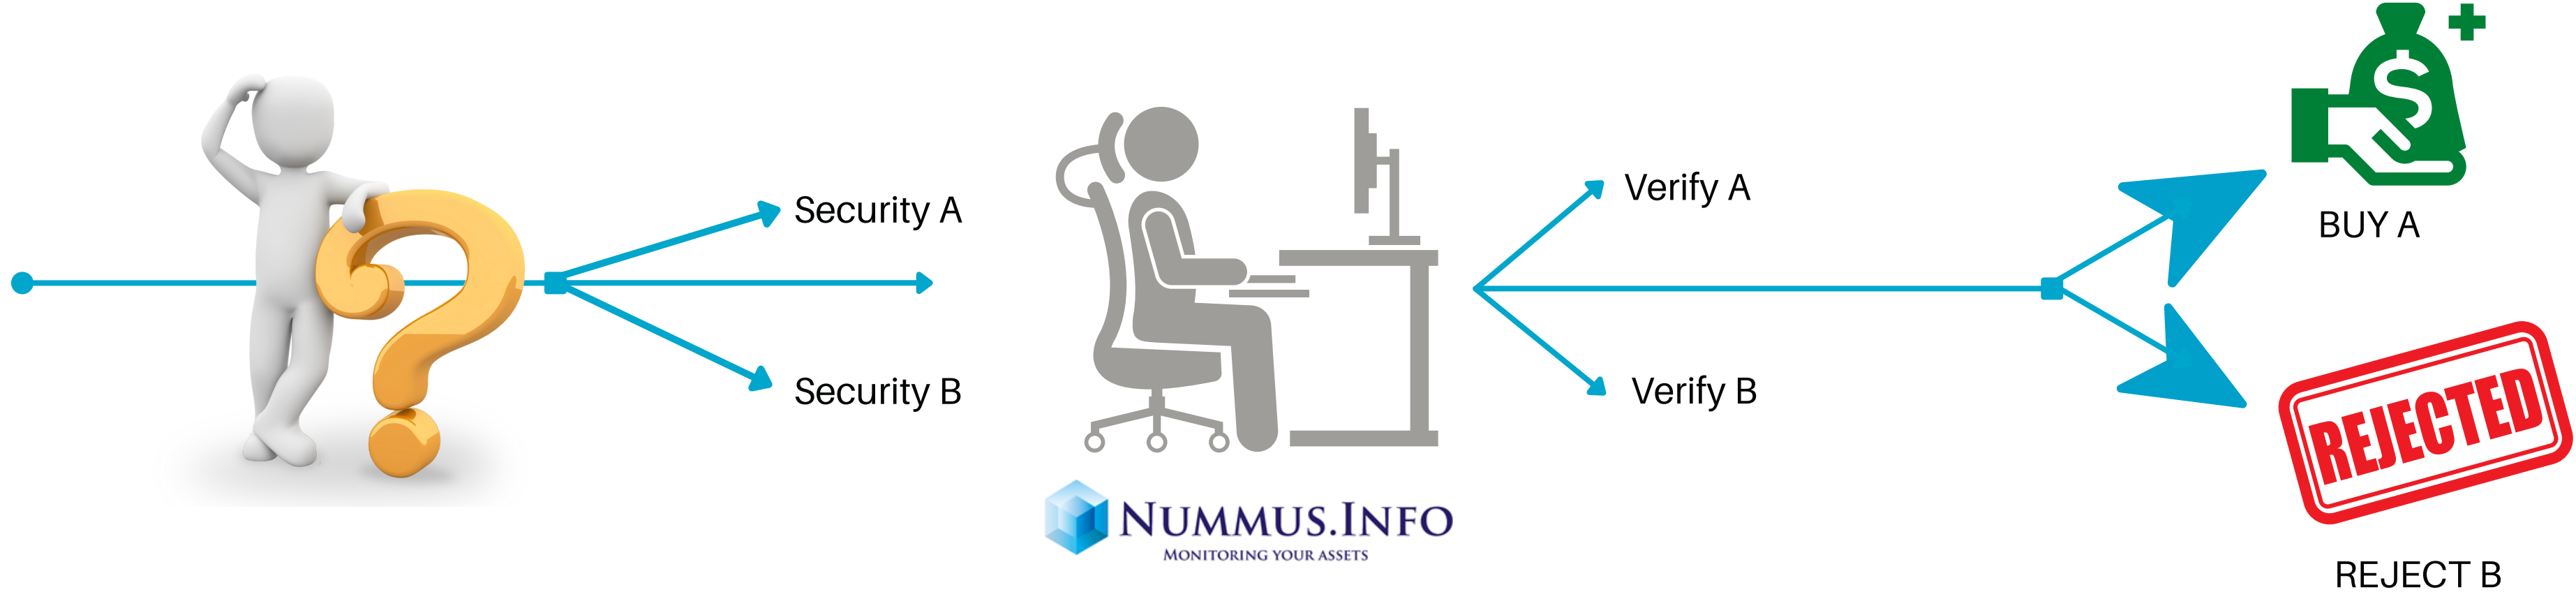 Security A
Security B
NUMMUS.INFO
MONITORING YOUR ASSETS
Verify A
Verify B
$
BUY A
REJECTED
REJECT B